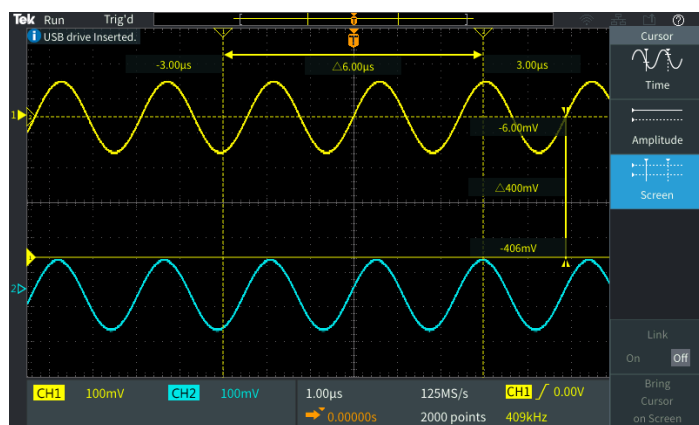 Tek Run Trig'd
USB drive Inserted.
T
Cursor
-3.00μs △6.00μs 3.00μs
Time
1
-6.00mV
Amplitude
△400mV
Screen
-406mV
2
Link
On Off
Bring
Cursor
on Screen
CH1 100mV CH2 100mV 1.00μs 125MS/s CH1 0.00V
0.00000s 2000 points 409kHz